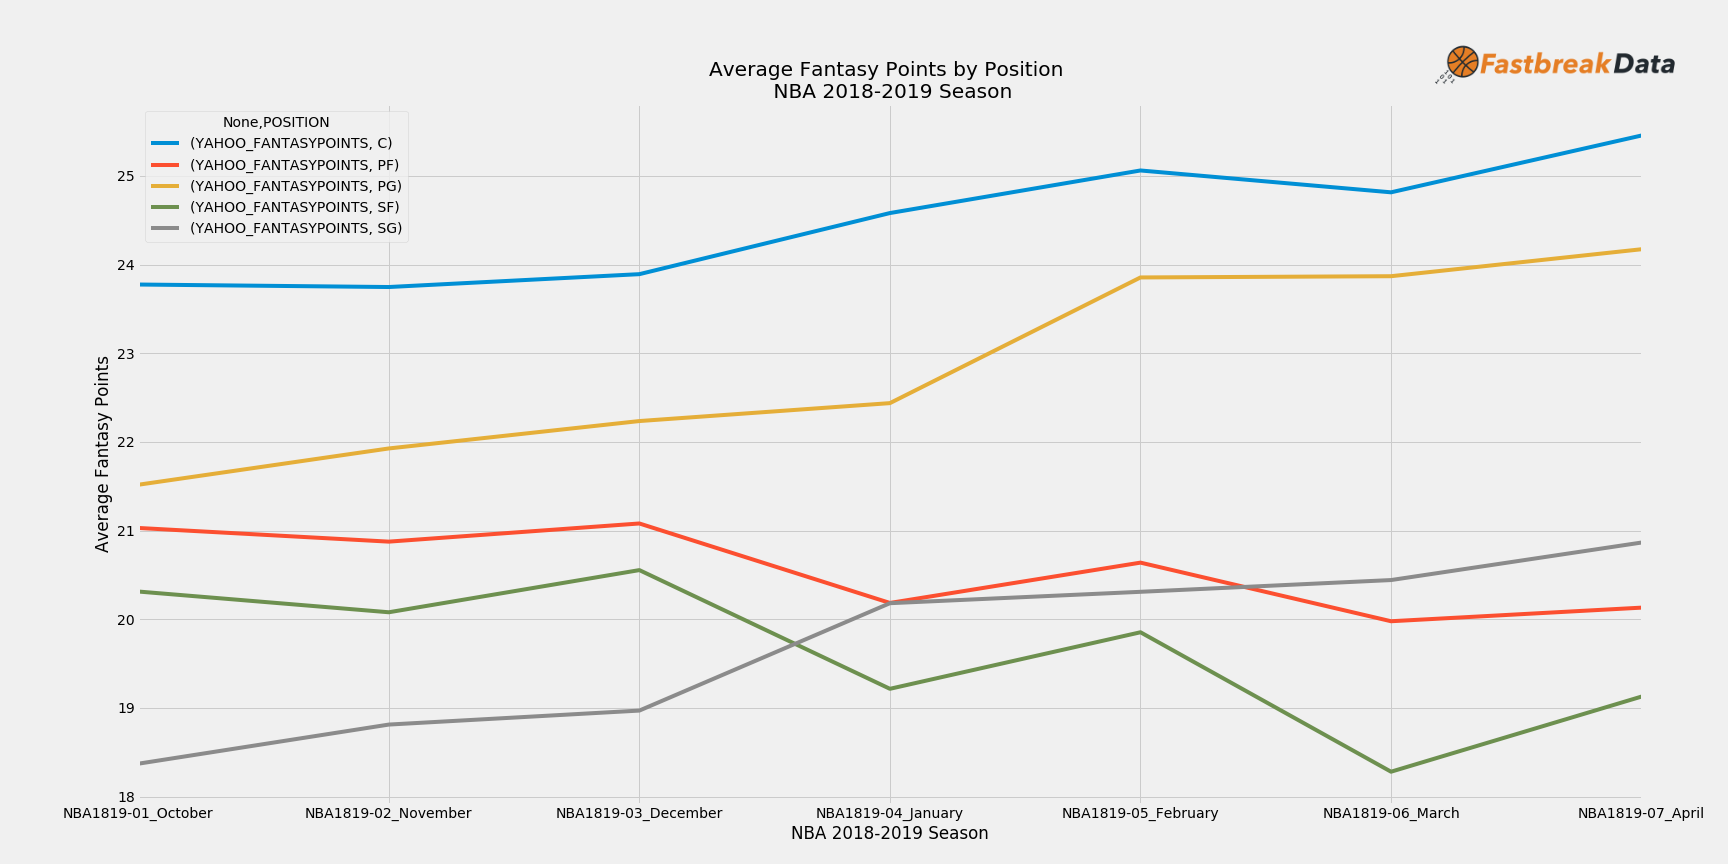 FastbreakData
Average Fantasy Points by Position
NBA 2018-2019 Season
None,POSITION
(YAHOO_FANTASYPOINTS, C)
(YAHOO_FANTASYPOINTS, PF)
(YAHOO_FANTASYPOINTS, PG)
(YAHOO_FANTASYPOINTS, SF)
(YAHOO_FANTASYPOINTS, SG)
Average Fantasy Points
25
24
23
22
21
20
19
18
NBA1819-01_October
NBA1819-02_November
NBA1819-03_December
NBA1819-04_January
NBA1819-05_February
NBA1819-06_March
NBA1819-07_April
NBA 2018-2019 Season